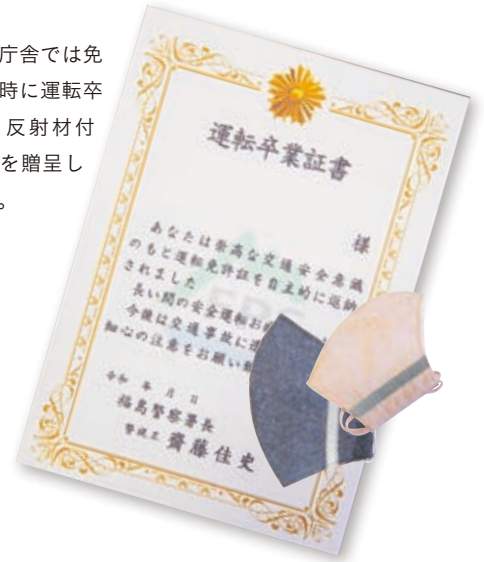 庁舎では免
時に運転卒
反射材付
を贈呈し
。
運転卒業証書
様
あなたは崇高な交通安全意識
のもと運転免許証を自主的に返納
されました
長い間の安全運転お
今後は交通事故に
細心の注意をお願い
令和 年 月 日
福島警察署長
警視正 齋藤佳史